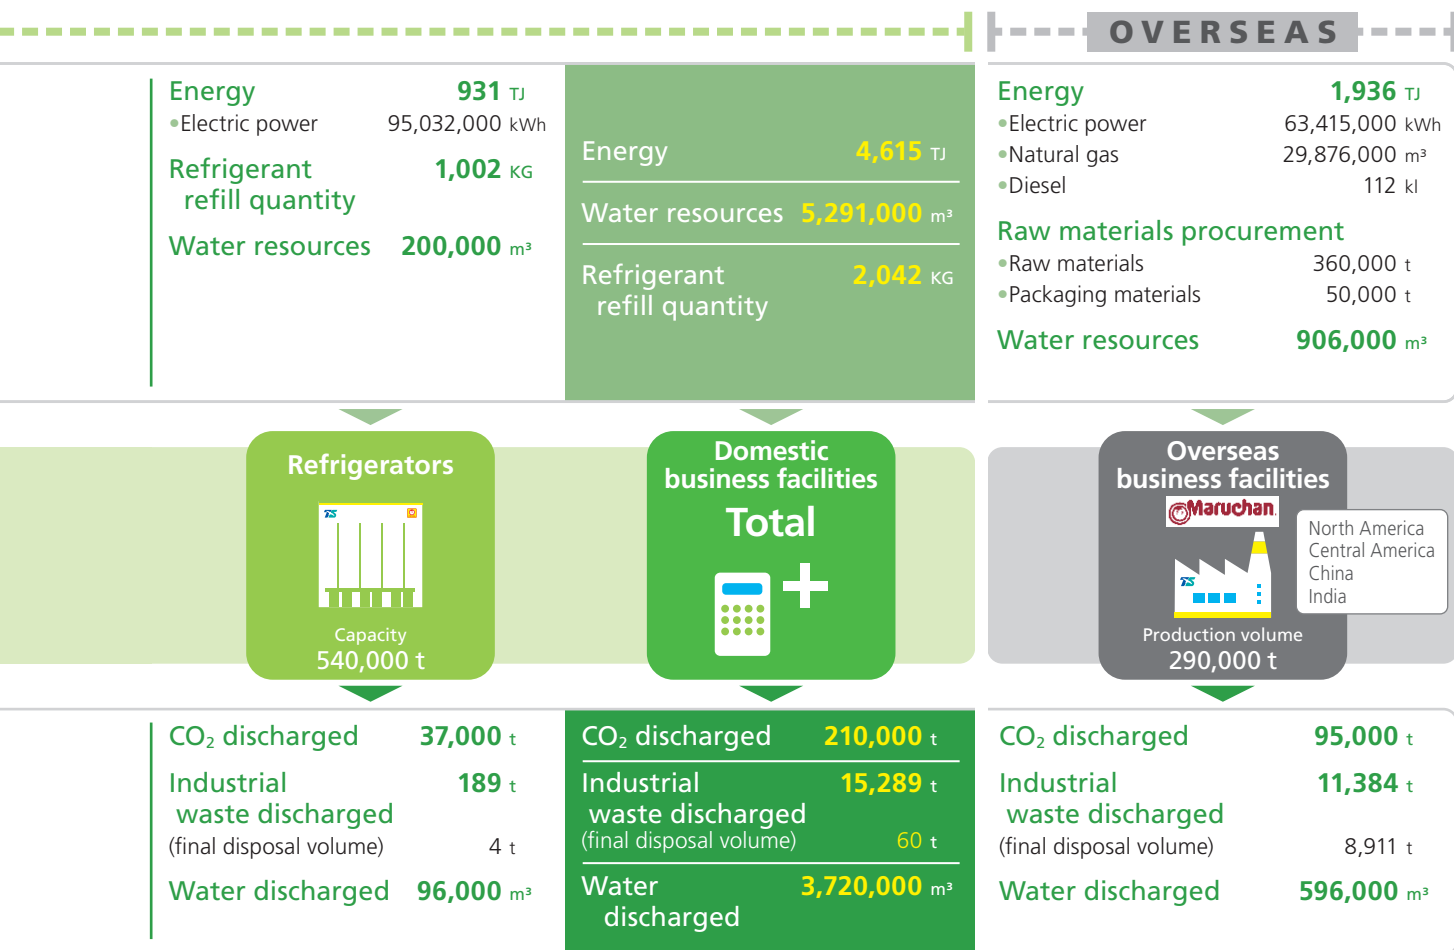 OVERSEAS
Energy 931 TJ
•Electric power 95,032,000 kWh
Refrigerant
refill quantity 1,002 KG
Water resources 200,000 m³
Energy 4,615 TJ
Water resources 5,291,000 m³
Refrigerant
refill quantity 2,042 KG
Energy 1,936 TJ
•Electric power 63,415,000 kWh
•Natural gas 29,876,000 m³
•Diesel 112 kl
Raw materials procurement
•Raw materials 360,000 t
•Packaging materials 50,000 t
Water resources 906,000 m³
Refrigerators
TS
Capacity
540,000 t
Domestic
business facilities
Total
Overseas
business facilities
Maruchan.
TS
North America
Central America
China
India
Production volume
290,000 t
CO₂ discharged 37,000 t
Industrial 189 t
waste discharged
(final disposal volume) 4 t
Water discharged 96,000 m³
CO₂ discharged 210,000 t
Industrial 15,289 t
waste discharged
(final disposal volume) 60 t
Water 3,720,000 m³
discharged
CO₂ discharged 95,000 t
Industrial 11,384 t
waste discharged
(final disposal volume) 8,911 t
Water discharged 596,000 m³